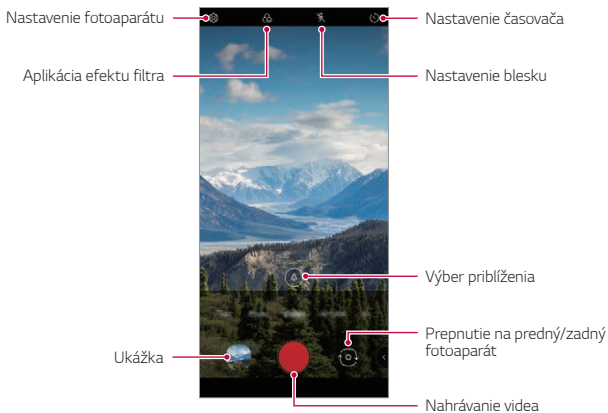 Nastavenie fotoaparátu
Nastavenie časovača
Aplikácia efektu filtra
Nastavenie blesku
Výber priblíženia
Prepnutie na predný/zadný
fotoaparát
Ukážka
Nahrávanie videa